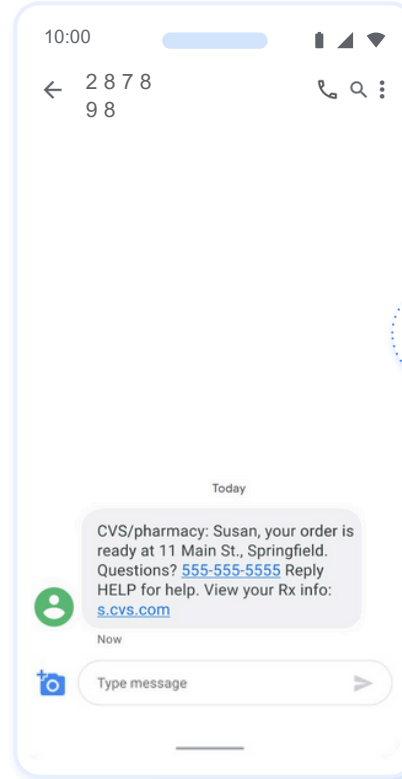 10:00
2 8 7 8
9 8
Today
CVS/pharmacy: Susan, your order is
ready at 11 Main St., Springfield.
Questions? 555-555-5555 Reply
HELP for help. View your Rx info:
s.cvs.com
Now
Type message